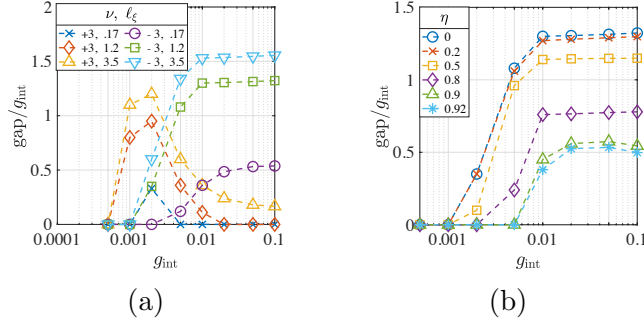 2
1.5
1
0.5
0
gap/g_int
ν, ℓ_ξ
+3, .17
- 3, .17
+3, 1.2
- 3, 1.2
+3, 3.5
- 3, 3.5
0.0001 0.001 0.01 0.1
g_int
(a)
1.5
1
0.5
0
gap/g_int
η
0
0.2
0.5
0.8
0.9
0.92
0.001 0.01 0.1
g_int
(b)